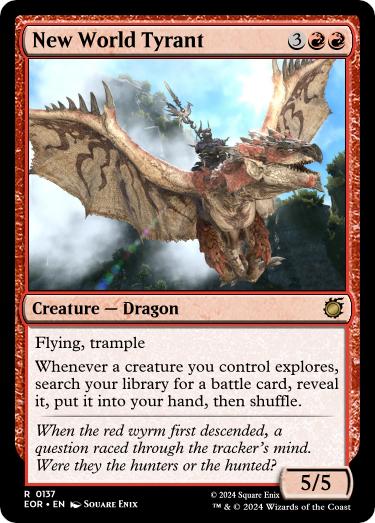 New World Tyrant 3
Creature — Dragon
Flying, trample
Whenever a creature you control explores,
search your library for a battle card, reveal
it, put it into your hand, then shuffle.
When the red wyrm first descended, a
question raced through the tracker's mind.
Were they the hunters or the hunted?
5/5
R 0137
EOR • EN Square Enix
© 2024 Square Enix
™ & © 2024 Wizards of the Coast